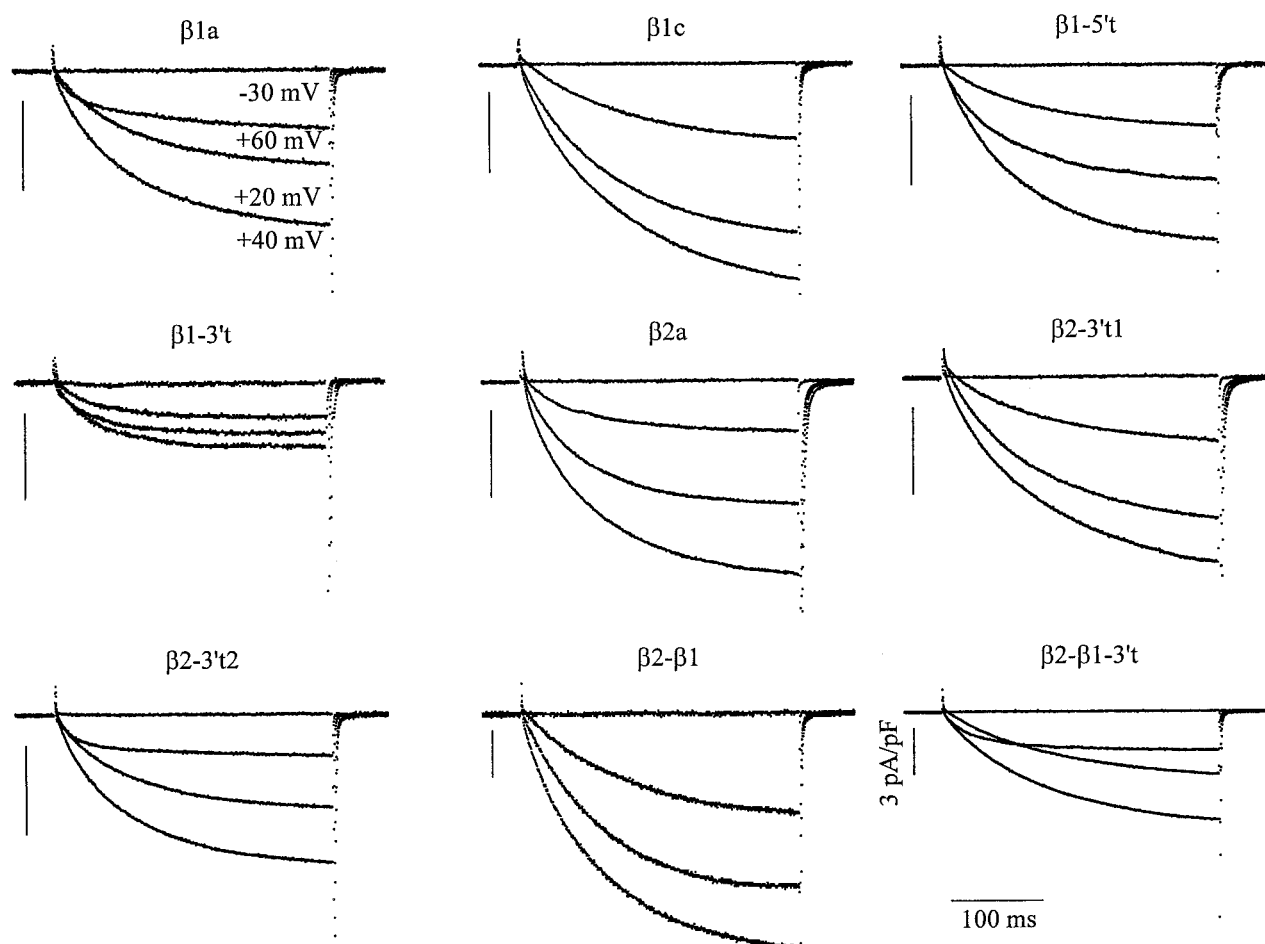 β1a
β1c
β1-5't
-30 mV
+60 mV
+20 mV
+40 mV
β1-3't
β2a
β2-3't1
β2-3't2
β2-β1
β2-β1-3't
3 pA/pF
100 ms